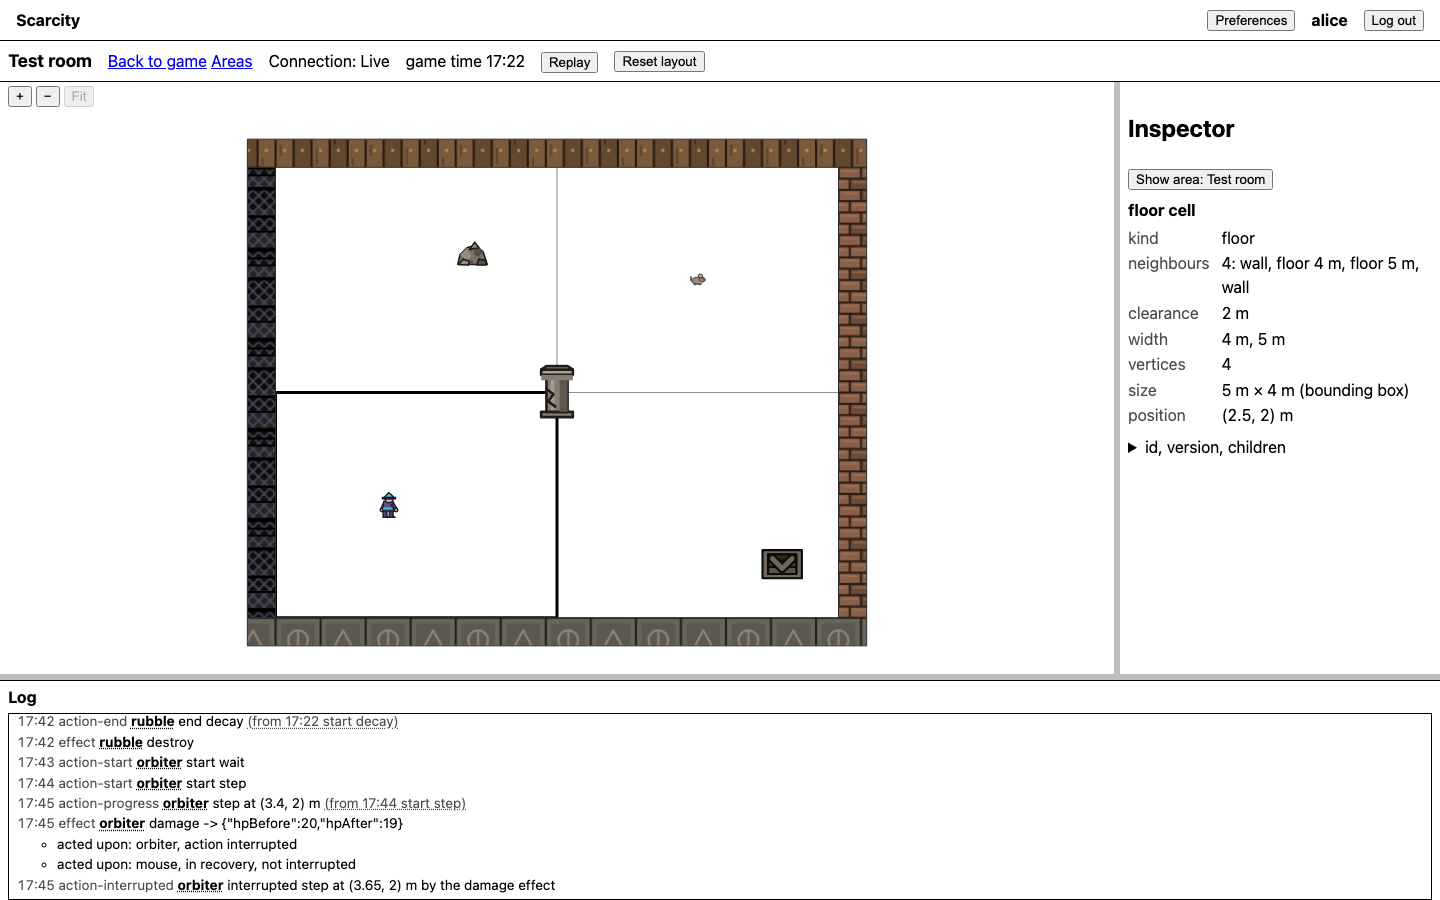 Scarcity
Preferences alice Log out
Test room Back to game Areas Connection: Live game time 17:22 Replay Reset layout
+ − Fit
Inspector
Show area: Test room
floor cell
kind floor
neighbours 4: wall, floor 4 m, floor 5 m,
wall
clearance 2 m
width 4 m, 5 m
vertices 4
size 5 m × 4 m (bounding box)
position (2.5, 2) m
▶ id, version, children
Log
17:42 action-end rubble end decay (from 17:22 start decay)
17:42 effect rubble destroy
17:43 action-start orbiter start wait
17:44 action-start orbiter start step
17:45 action-progress orbiter step at (3.4, 2) m (from 17:44 start step)
17:45 effect orbiter damage -> {"hpBefore":20,"hpAfter":19}
acted upon: orbiter, action interrupted
acted upon: mouse, in recovery, not interrupted
17:45 action-interrupted orbiter interrupted step at (3.65, 2) m by the damage effect